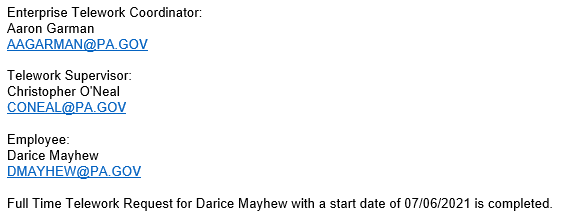 Enterprise Telework Coordinator:
Aaron Garman
AAGARMAN@PA.GOV
Telework Supervisor:
Christopher O'Neal
CONEAL@PA.GOV
Employee:
Darice Mayhew
DMAYHEW@PA.GOV
Full Time Telework Request for Darice Mayhew with a start date of 07/06/2021 is completed.